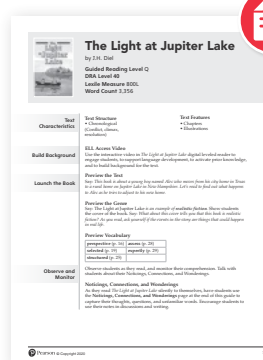 The Light at Jupiter Lake
by J.H. Diel
Guided Reading Level Q
DRA Level 40
Lexile Measure 800L
Word Count 3,356
Text Characteristics
Text Structure
• Chronological
(Conflict, climax,
resolution)
Text Features
• Chapters
• Illustrations
Build Background
ELL Access Video
Use the interactive video in The Light at Jupiter Lake digital leveled reader to
engage students, to support language development, to activate prior knowledge,
and to build background for the text.
Launch the Book
Preview the Text
Say: This book is about a young boy named Alex who moves from his city home in Texas
to a rural home on Jupiter Lake in New Hampshire. Let's read to find out what happens
to Alex as he tries to adjust to his new home.
Preview the Genre
Say: The Light at Jupiter Lake is an example of realistic fiction. Show students
the cover of the book. Say: What about this cover tells you that this book is realistic
fiction? As you read, ask yourself if the events in the story are things that could happen
in real life.
Preview Vocabulary
perspective (p. 16) access (p. 28)
selected (p. 19) expertly (p. 29)
structural (p. 25)
Observe and Monitor
Observe students as they read, and monitor their comprehension. Talk with
students about their Noticings, Connections, and Wonderings.
Noticings, Connections, and Wonderings
As they read The Light at Jupiter Lake silently to themselves, have students use
the Noticings, Connections, and Wonderings page at the end of this guide to
capture their thoughts, questions, and unfamiliar words. Encourage students to
use their notes in discussions and writing.
Pearson © Copyright 2020